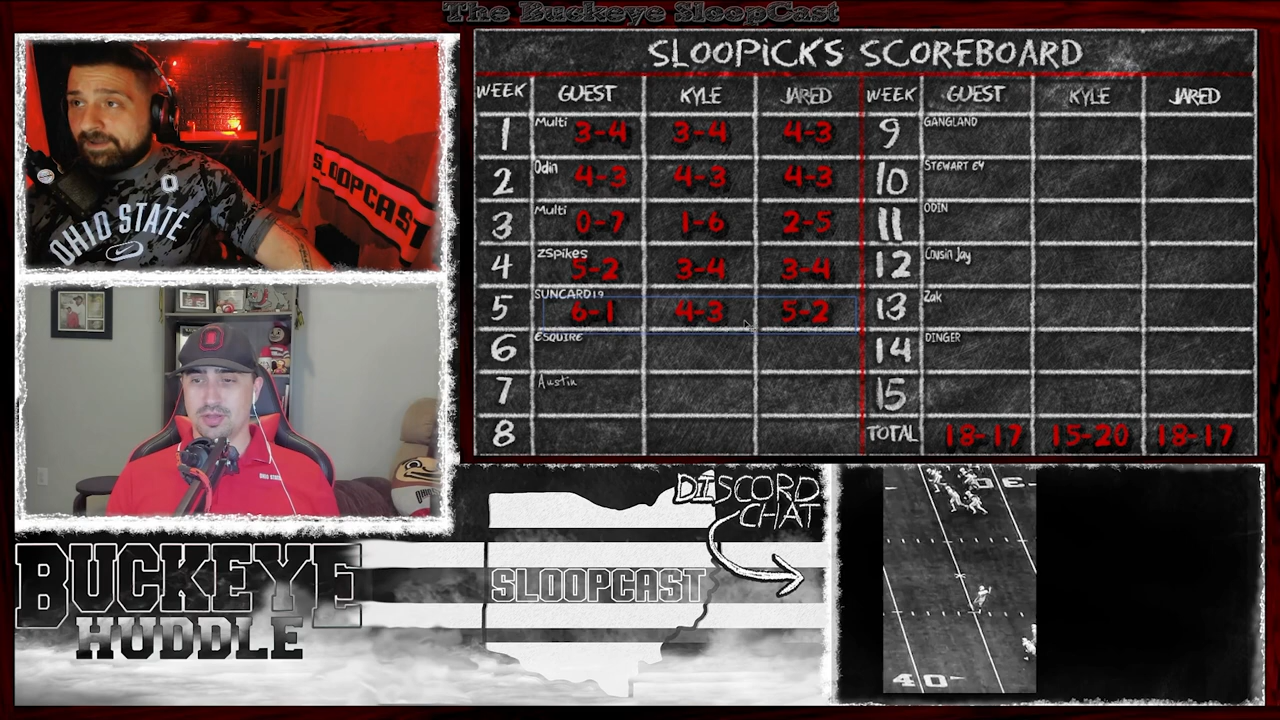 The Buckeye SloopCast
SLOOPICKS SCOREBOARD
WEEK GUEST KYLE JARED WEEK GUEST KYLE JARED
1 Multi 3-4 3-4 4-3 9 GANGLAND
2 Odin 4-3 4-3 4-3 10 STEWART EY
3 Multi 0-7 1-6 2-5 11 ODIN
4 ZSpikes 5-2 3-4 3-4 12 Cousin Jay
5 SUNCARD19 6-1 4-3 5-2 13 Zak
6 ESQUIRE 14 DINGER
7 Austin 15
8 TOTAL 18-17 15-20 18-17
OHIO STATE
SLOOPCAST
DISCORD
CHAT
BUCKEYE
HUDDLE
SLOOPCAST
40